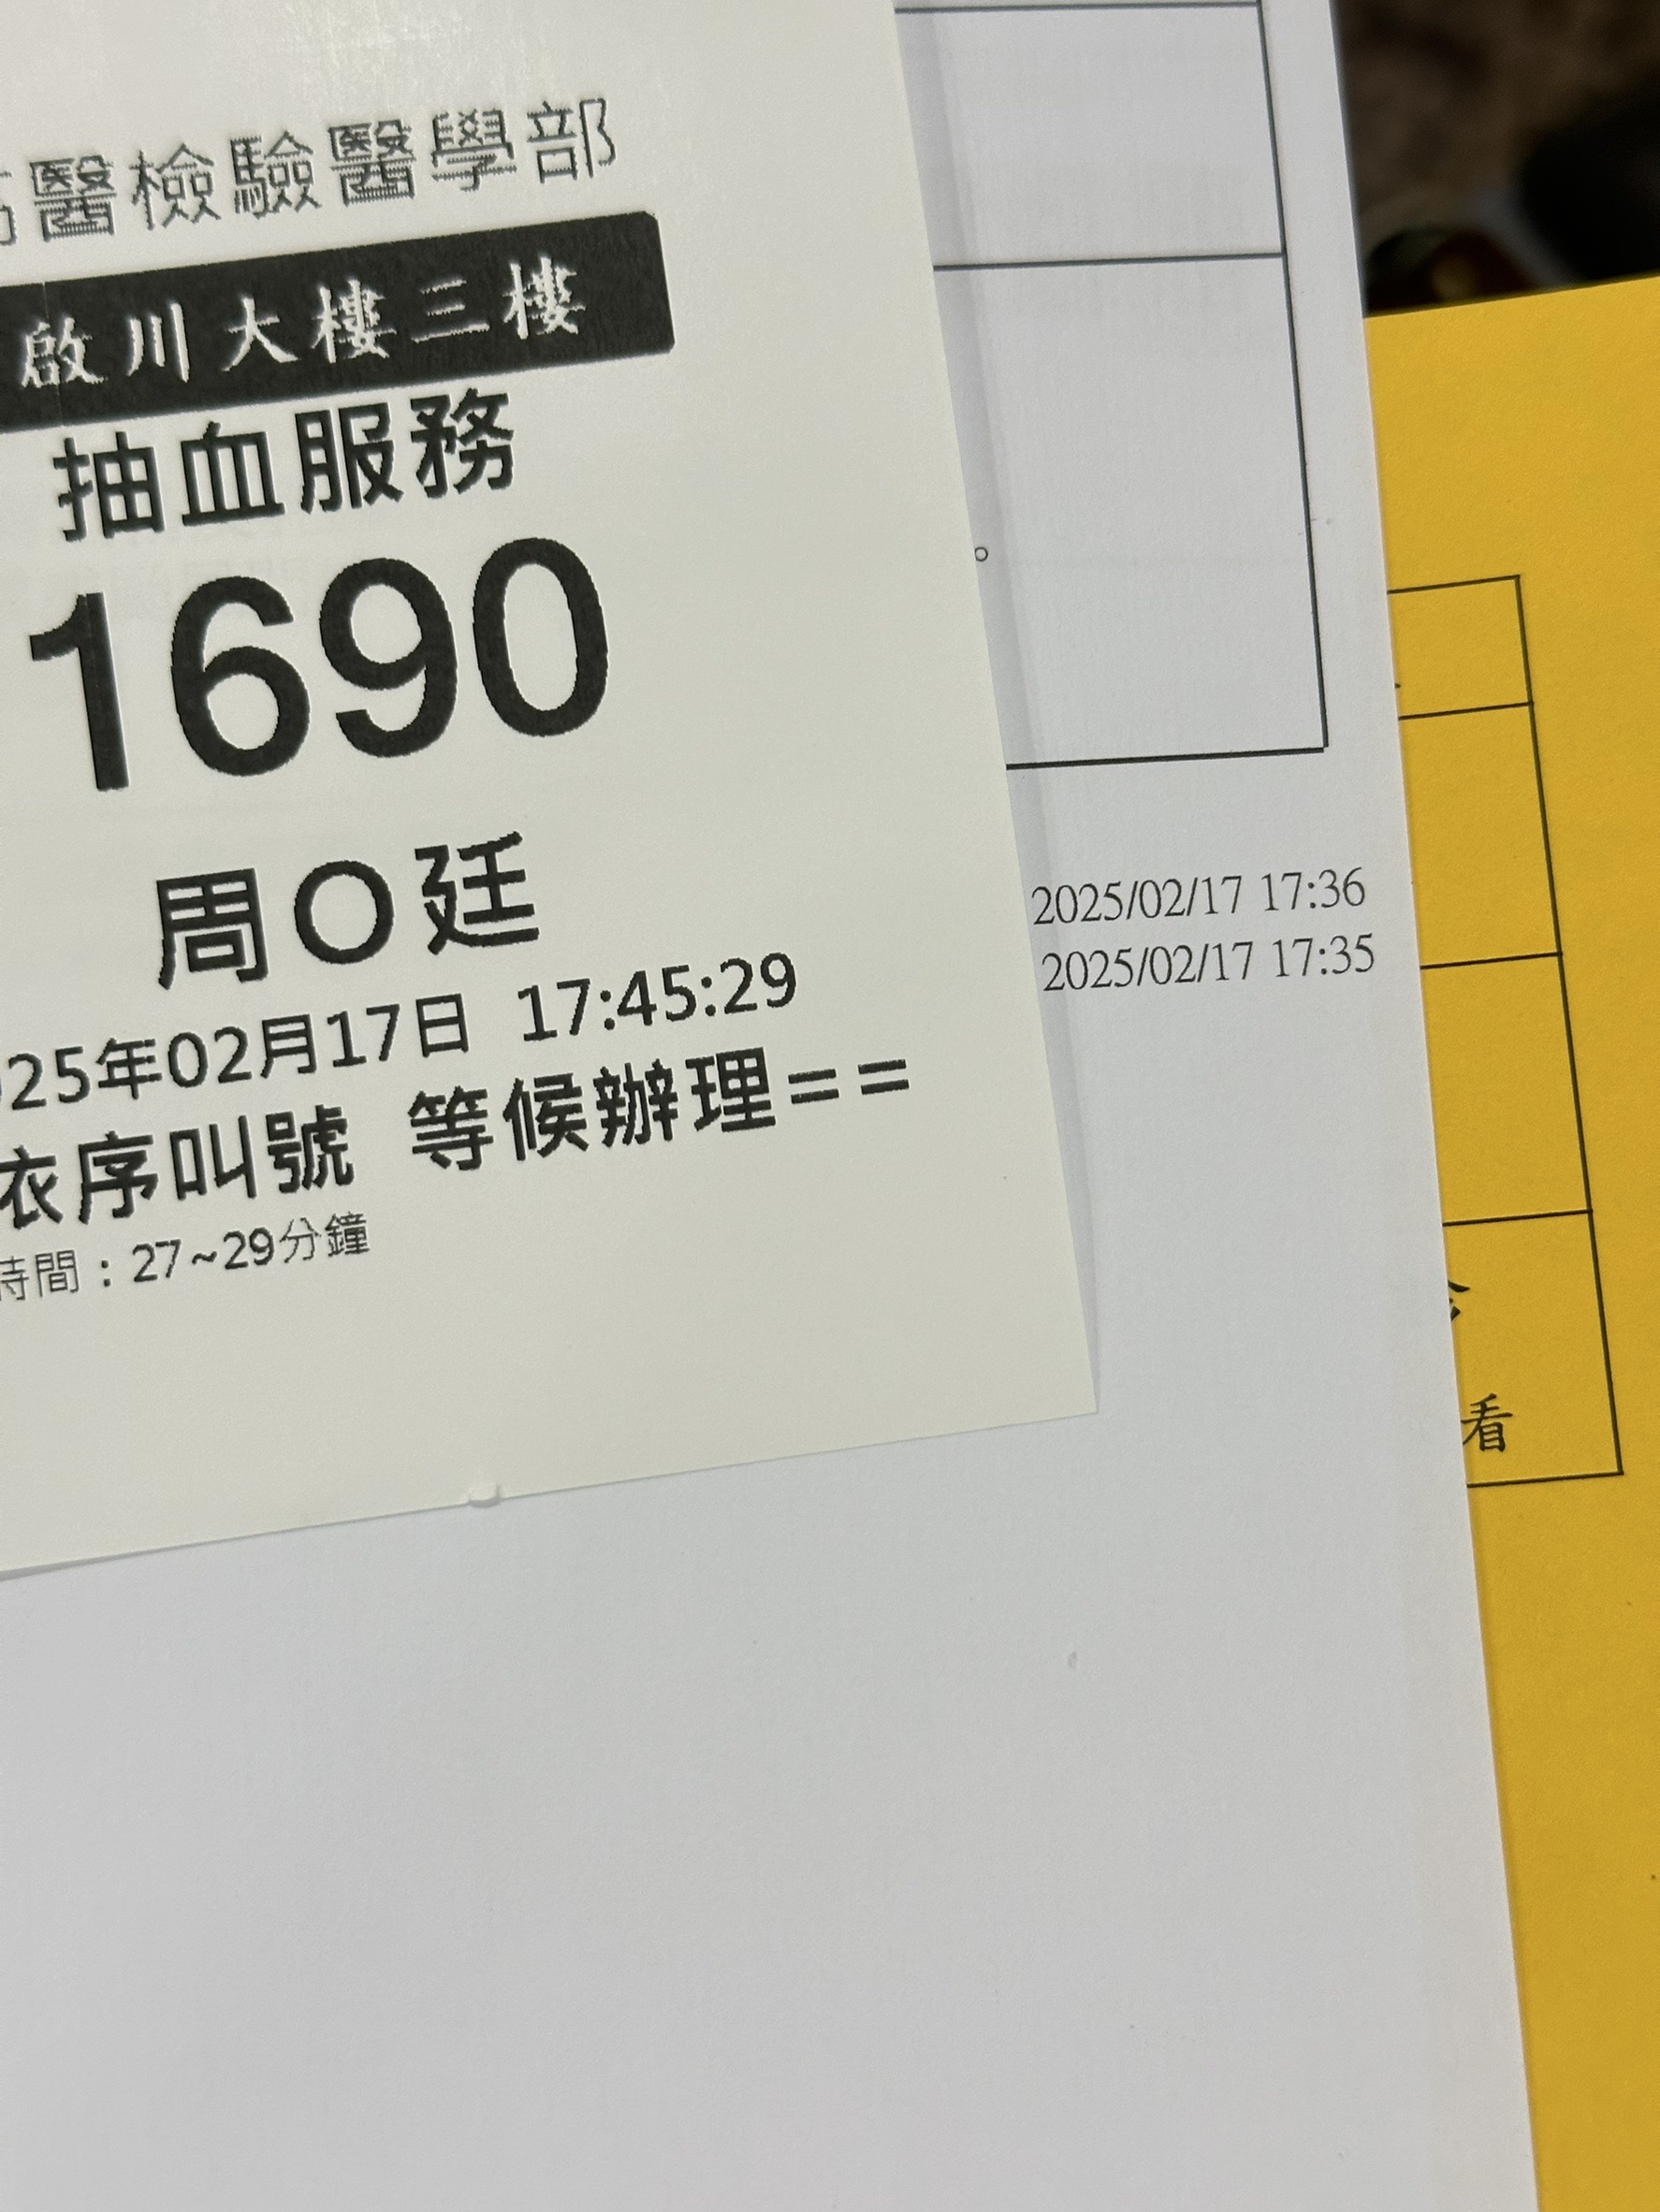 醫檢驗醫學部
啟川大樓三樓
抽血服務
1690
周O廷
25年02月17日 17:45:29
依序叫號 等候辦理==
時間：27~29分鐘
。
2025/02/17 17:36
2025/02/17 17:35
看